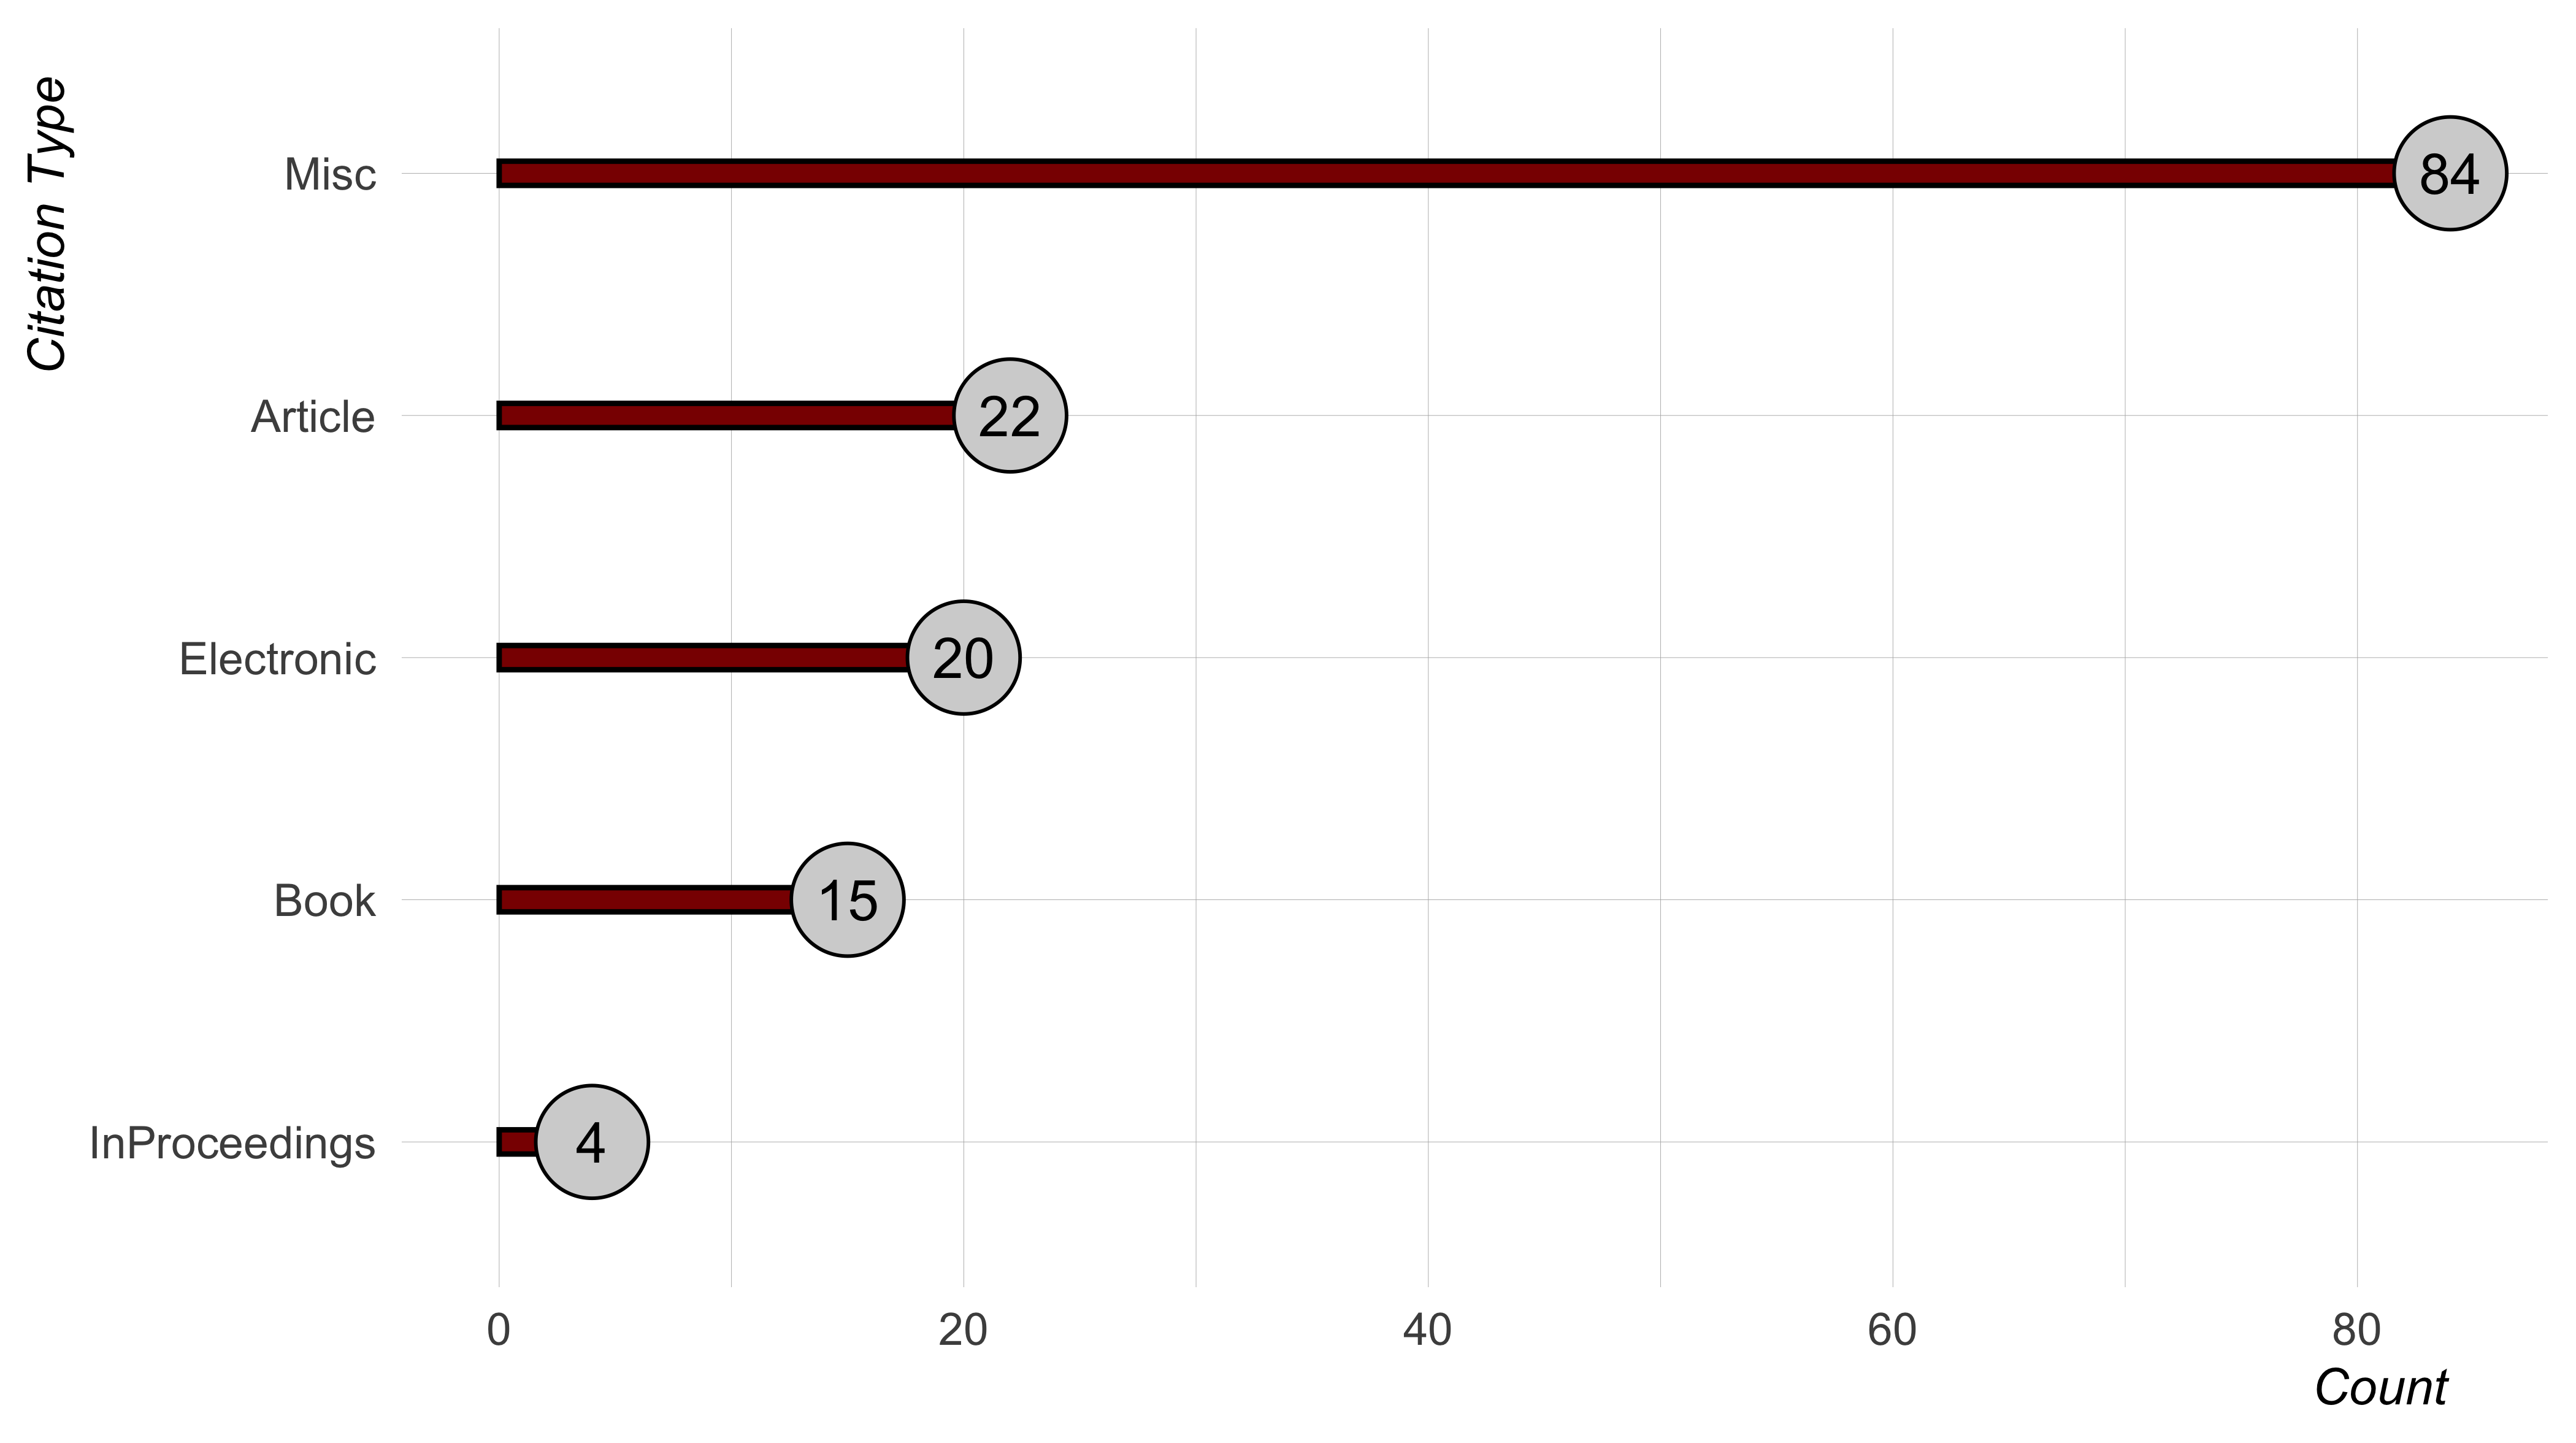 Citation Type
Misc
84
Article
22
Electronic
20
Book
15
InProceedings
4
0 20 40 60 80
Count